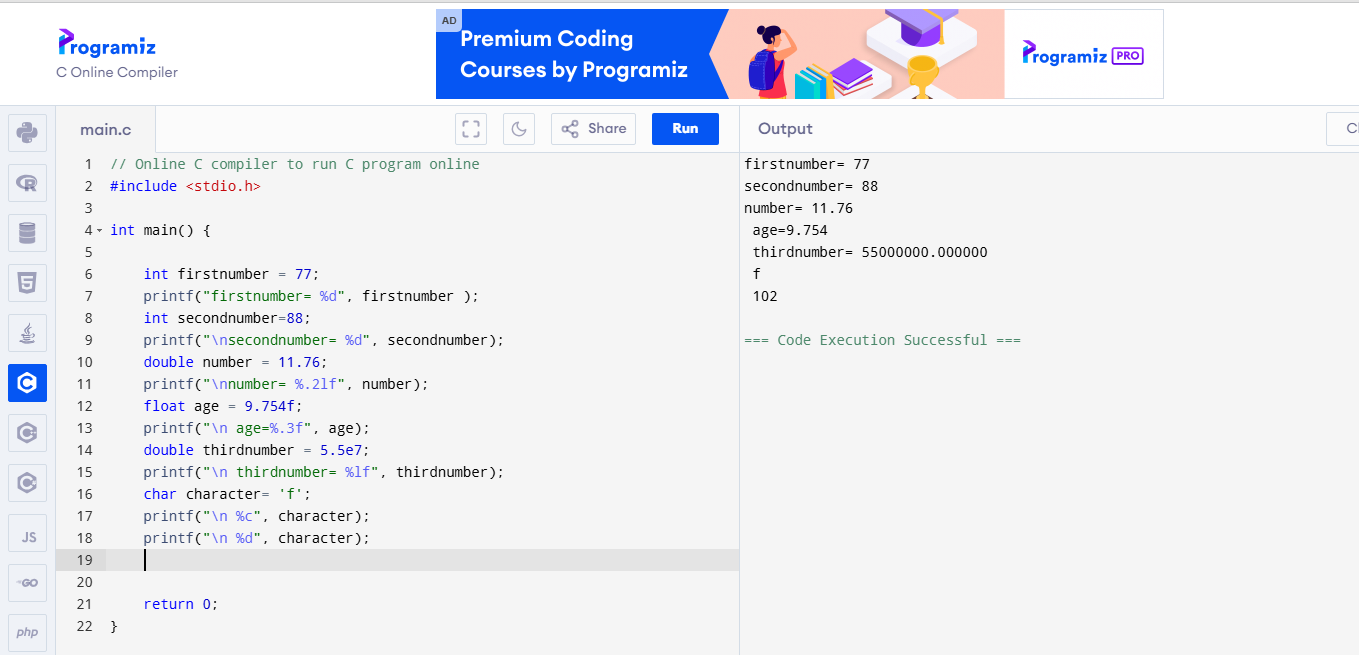 Programiz
C Online Compiler
AD
Premium Coding
Courses by Programiz
Programiz PRO
main.c
Share
Run
Output
1 // Online C compiler to run C program online
2 #include <stdio.h>
3
4 int main() {
5
6     int firstnumber = 77;
7     printf("firstnumber= %d", firstnumber );
8     int secondnumber=88;
9     printf("\nsecondnumber= %d", secondnumber);
10     double number = 11.76;
11     printf("\nnumber= %.2lf", number);
12     float age = 9.754f;
13     printf("\n age=%.3f", age);
14     double thirdnumber = 5.5e7;
15     printf("\n thirdnumber= %lf", thirdnumber);
16     char character= 'f';
17     printf("\n %c", character);
18     printf("\n %d", character);
19
20
21     return 0;
22 }
firstnumber= 77
secondnumber= 88
number= 11.76
 age=9.754
 thirdnumber= 55000000.000000
 f
 102
=== Code Execution Successful ===
R
5
C
C
C
JS
GO
php